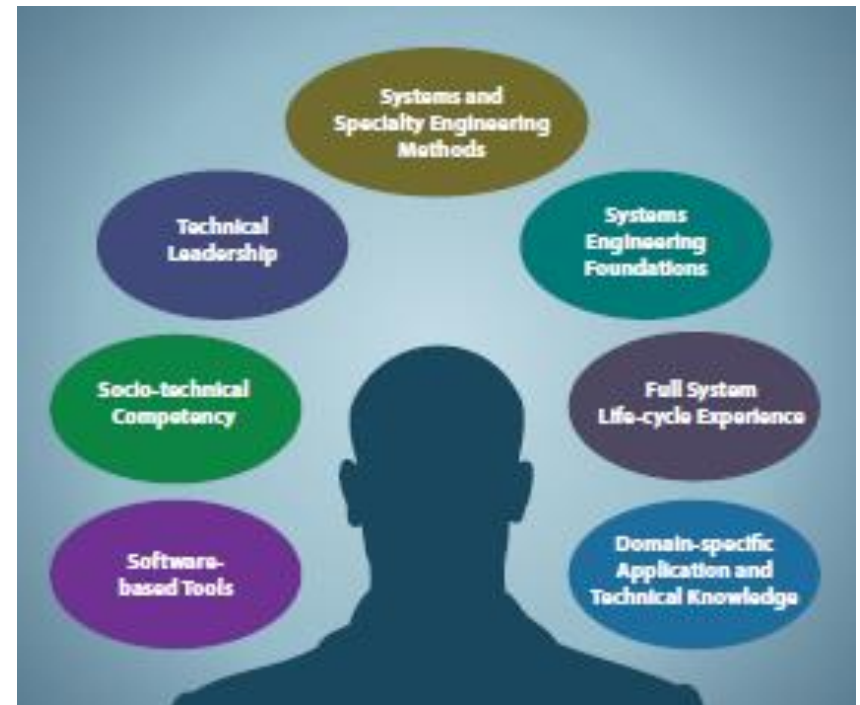 Systems and
Specialty Engineering
Methods
Technical
Leadership
Systems
Engineering
Foundations
Socio-technical
Competency
Full System
Life-cycle Experience
Software-
based Tools
Domain-specific
Application and
Technical Knowledge